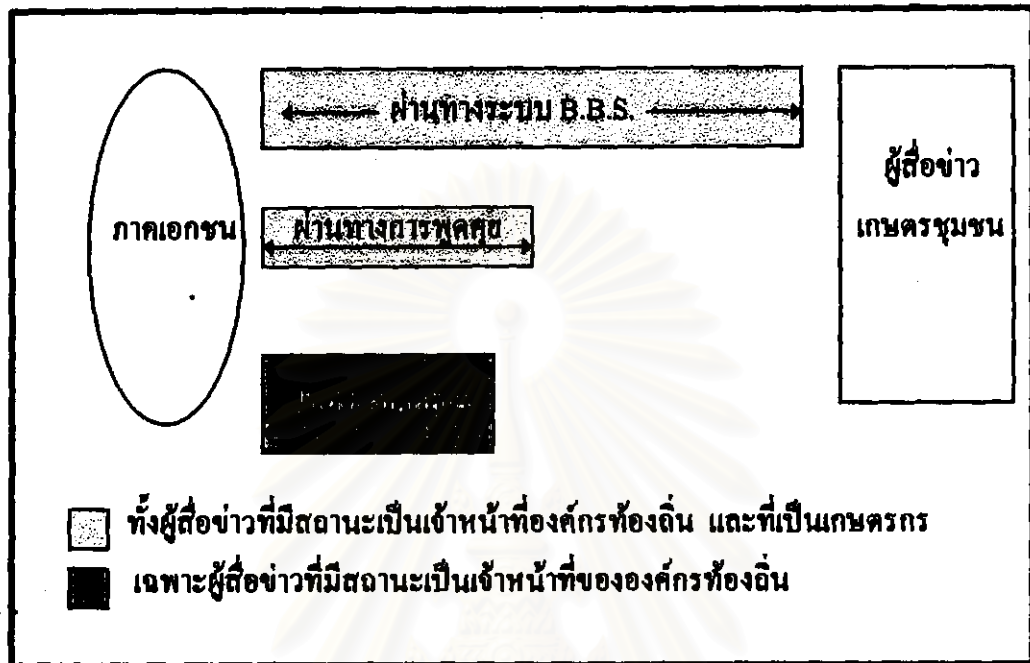 ผ่านทางระบบ B.B.S.
ภาคเอกชน
ผ่านทางการพูดคุย
ผู้สื่อข่าว
เกษตรชุมชน
ทั้งผู้สื่อข่าวที่มีสถานะเป็นเจ้าหน้าที่องค์กรท้องถิ่น และที่เป็นเกษตรกร
เฉพาะผู้สื่อข่าวที่มีสถานะเป็นเจ้าหน้าที่ขององค์กรท้องถิ่น